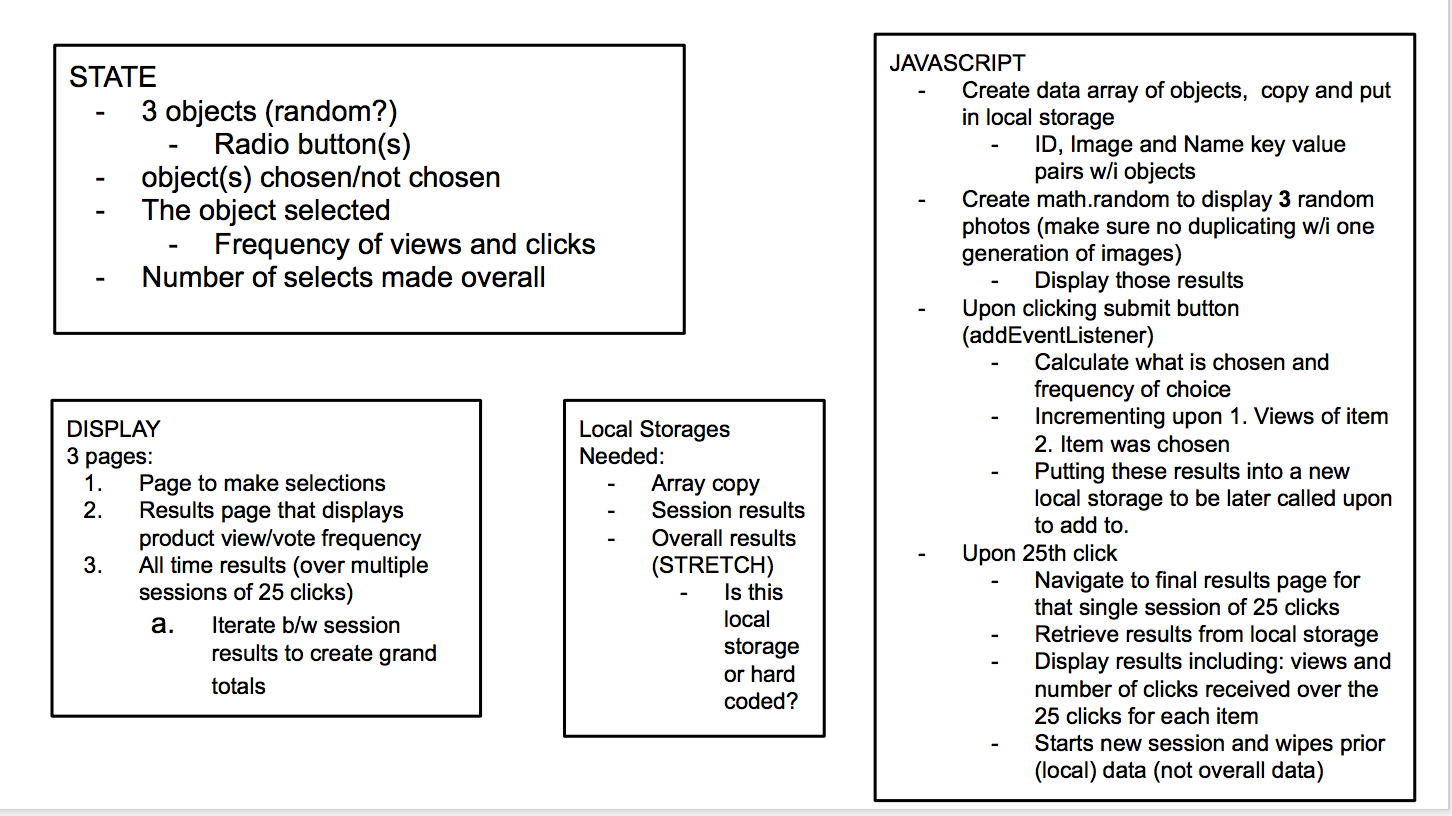 STATE
- 3 objects (random?)
- Radio button(s)
- object(s) chosen/not chosen
- The object selected
- Frequency of views and clicks
- Number of selects made overall
DISPLAY
3 pages:
1. Page to make selections
2. Results page that displays
product view/vote frequency
3. All time results (over multiple
sessions of 25 clicks)
a. Iterate b/w session
results to create grand
totals
Local Storages
Needed:
- Array copy
- Session results
- Overall results
(STRETCH)
- Is this
local
storage
or hard
coded?
JAVASCRIPT
- Create data array of objects,  copy and put
in local storage
- ID, Image and Name key value
pairs w/i objects
- Create math.random to display 3 random
photos (make sure no duplicating w/i one
generation of images)
- Display those results
- Upon clicking submit button
(addEventListener)
- Calculate what is chosen and
frequency of choice
- Incrementing upon 1. Views of item
2. Item was chosen
- Putting these results into a new
local storage to be later called upon
to add to.
- Upon 25th click
- Navigate to final results page for
that single session of 25 clicks
- Retrieve results from local storage
- Display results including: views and
number of clicks received over the
25 clicks for each item
- Starts new session and wipes prior
(local) data (not overall data)